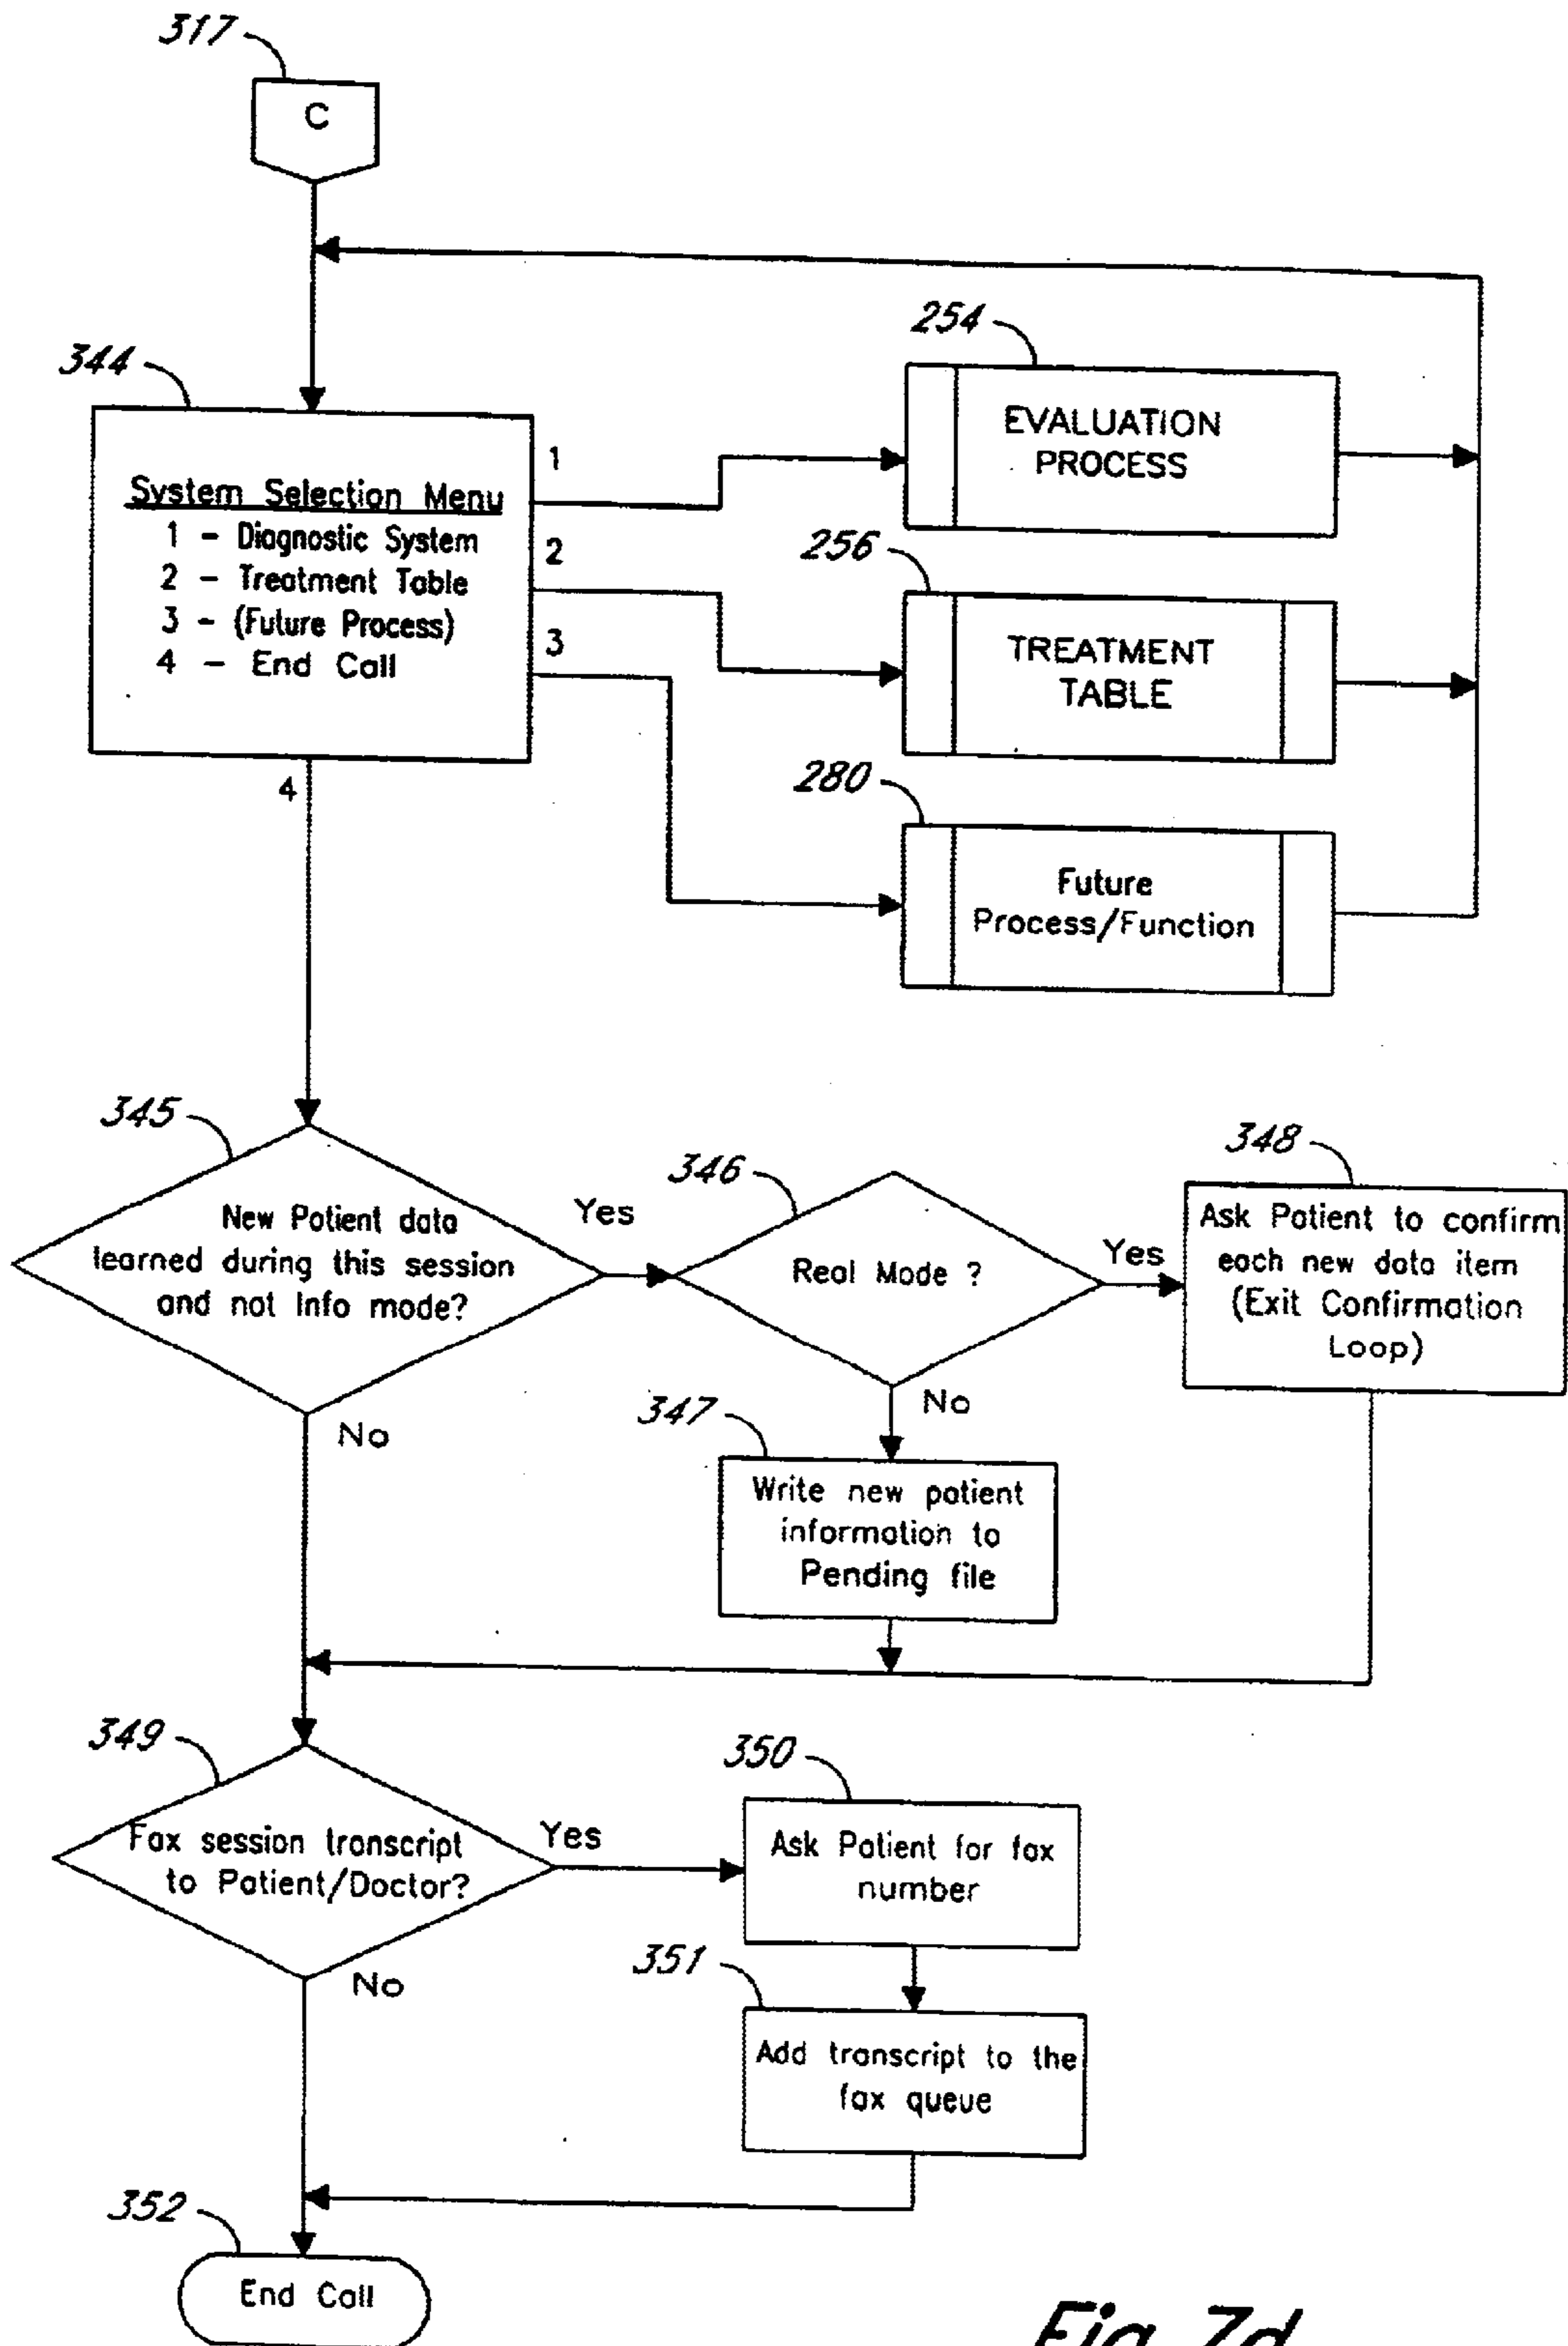 317
C
344
System Selection Menu
1 - Diagnostic System
2 - Treatment Table
3 - (Future Process)
4 - End Call
1
2
3
4
254
EVALUATION
PROCESS
256
TREATMENT
TABLE
280
Future
Process/Function
345
New Patient data
learned during this session
and not Info mode?
Yes
No
346
Real Mode ?
Yes
No
348
Ask Patient to confirm
each new data item
(Exit Confirmation
Loop)
347
Write new patient
information to
Pending file
349
Fax session transcript
to Patient/Doctor?
Yes
No
350
Ask Patient for fax
number
351
Add transcript to the
fax queue
352
End Call
Fig. 7d